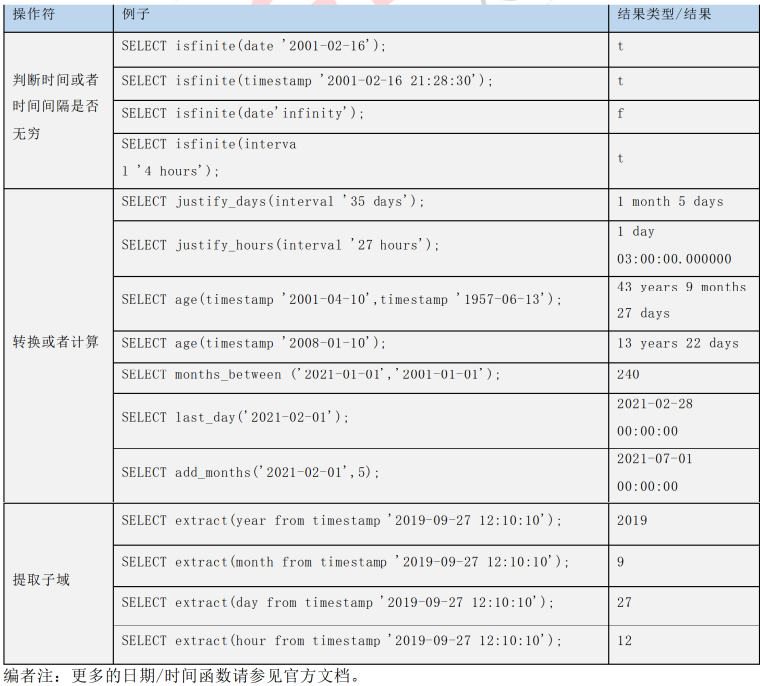 操作符 例子 结果类型/结果
判断时间或者
时间间隔是否
无穷
SELECT isfinite(date '2001-02-16'); t
SELECT isfinite(timestamp '2001-02-16 21:28:30'); t
SELECT isfinite(date'infinity'); f
SELECT isfinite(interva
l '4 hours'); t
转换或者计算
SELECT justify_days(interval '35 days'); 1 month 5 days
SELECT justify_hours(interval '27 hours'); 1 day
03:00:00.000000
SELECT age(timestamp '2001-04-10',timestamp '1957-06-13'); 43 years 9 months
27 days
SELECT age(timestamp '2008-01-10'); 13 years 22 days
SELECT months_between ('2021-01-01','2001-01-01'); 240
SELECT last_day('2021-02-01'); 2021-02-28
00:00:00
SELECT add_months('2021-02-01',5); 2021-07-01
00:00:00
提取子域
SELECT extract(year from timestamp '2019-09-27 12:10:10'); 2019
SELECT extract(month from timestamp '2019-09-27 12:10:10'); 9
SELECT extract(day from timestamp '2019-09-27 12:10:10'); 27
SELECT extract(hour from timestamp '2019-09-27 12:10:10'); 12
编者注：更多的日期/时间函数请参见官方文档。